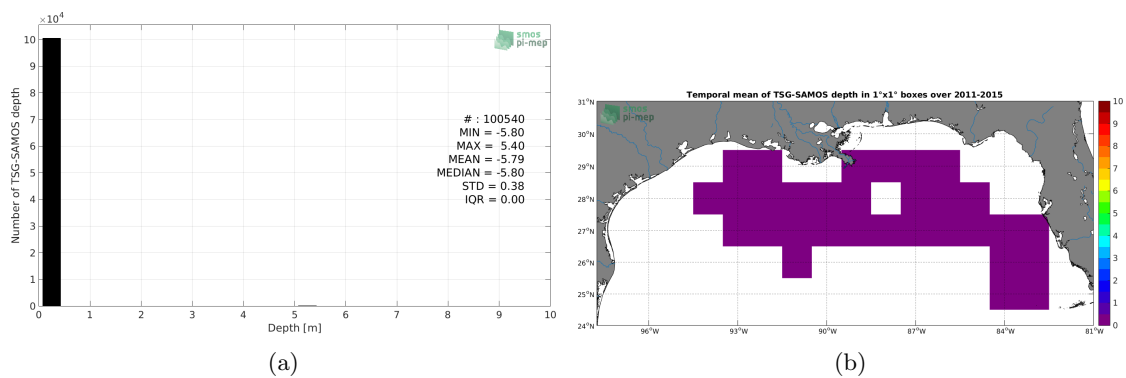 ×10⁴
10
9
8
7
6
5
4
3
2
1
0
Number of TSG-SAMOS depth
smos
pi-mep
# : 100540
MIN = -5.80
MAX = 5.40
MEAN = -5.79
MEDIAN = -5.80
STD = 0.38
IQR = 0.00
0 1 2 3 4 5 6 7 8 9 10
Depth [m]
(a)
Temporal mean of TSG-SAMOS depth in 1°x1° boxes over 2011-2015
smos
pi-mep
31°N
30°N
29°N
28°N
27°N
26°N
25°N
24°N
96°W 93°W 90°W 87°W 84°W 81°W
10
9
8
7
6
5
4
3
2
1
0
(b)